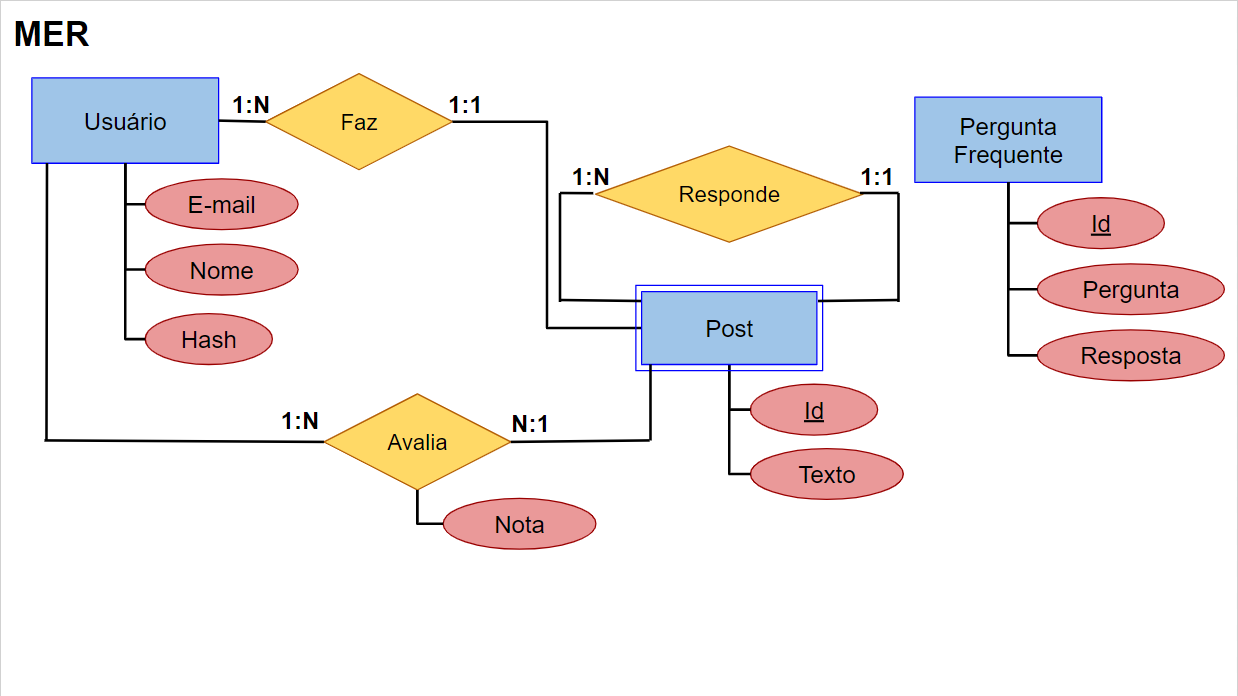 MER
Usuário
1:N
Faz
1:1
E-mail
Nome
Hash
1:N
Responde
1:1
Post
Id
Texto
1:N
Avalia
N:1
Nota
Pergunta
Frequente
Id
Pergunta
Resposta